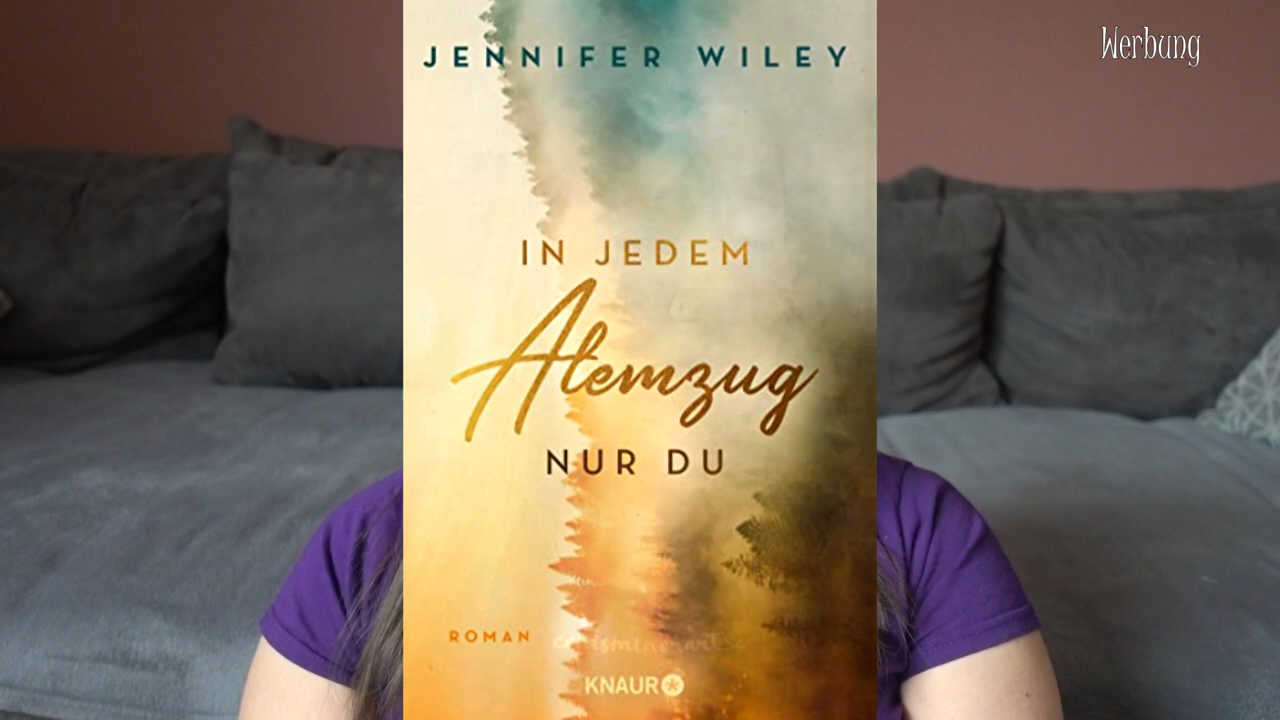 Werbung
JENNIFER WILEY
IN JEDEM
Atemzug
NUR DU
ROMAN
KNAUR